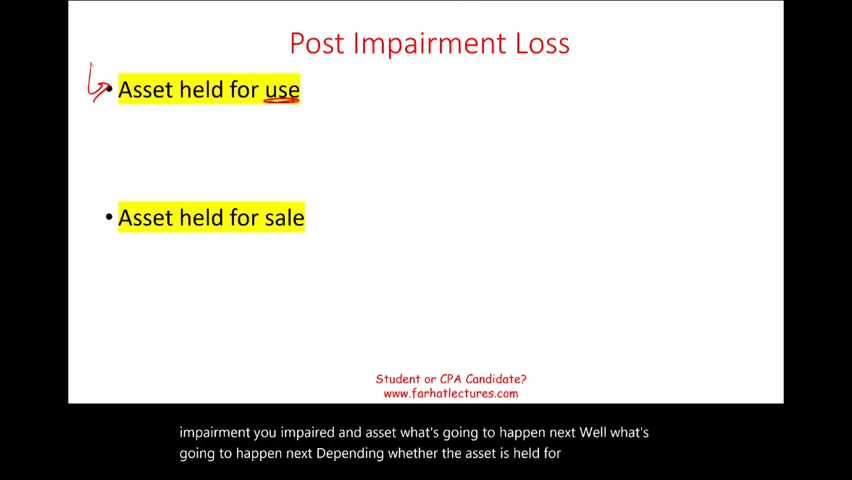 Post Impairment Loss
• Asset held for use
• Asset held for sale
Student or CPA Candidate?
www.farhatlectures.com
impairment you impaired and asset what's going to happen next Well what's
going to happen next Depending whether the asset is held for